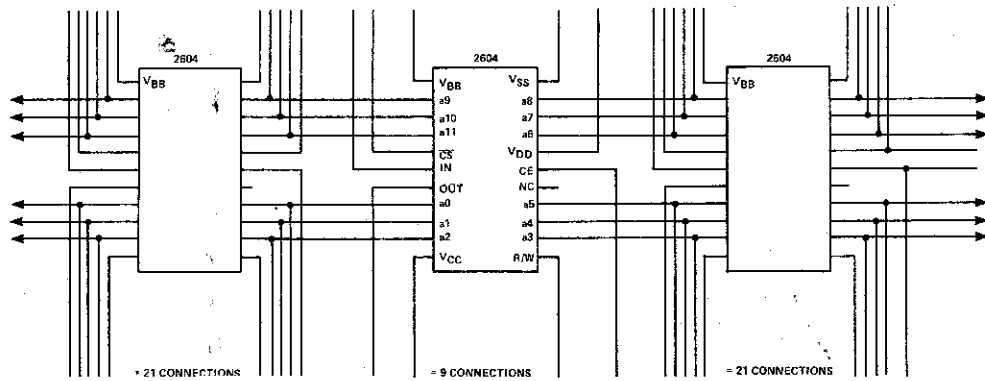 2604
VBB
2604
VBB
VSS
a9
a8
a10
a7
a11
a6
CS
VDD
IN
CE
OUT
NC
a0
a5
a1
a4
a2
a3
VCC
R/W
2604
VBB
= 21 CONNECTIONS
= 9 CONNECTIONS
= 21 CONNECTIONS